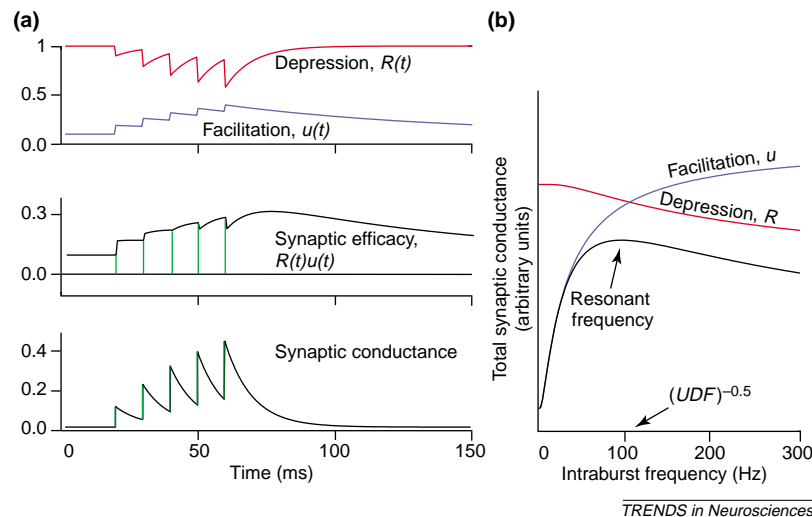 (a)
1
Depression, R(t)
0.5
Facilitation, u(t)
0.0
0.3
Synaptic efficacy,
R(t)u(t)
0.0
0.4
Synaptic conductance
0.2
0.0
0 50 100 150
Time (ms)
(b)
Total synaptic conductance
(arbitrary units)
Facilitation, u
Depression, R
Resonant
frequency
(UDF)^–0.5
0 100 200 300
Intraburst frequency (Hz)
TRENDS in Neurosciences